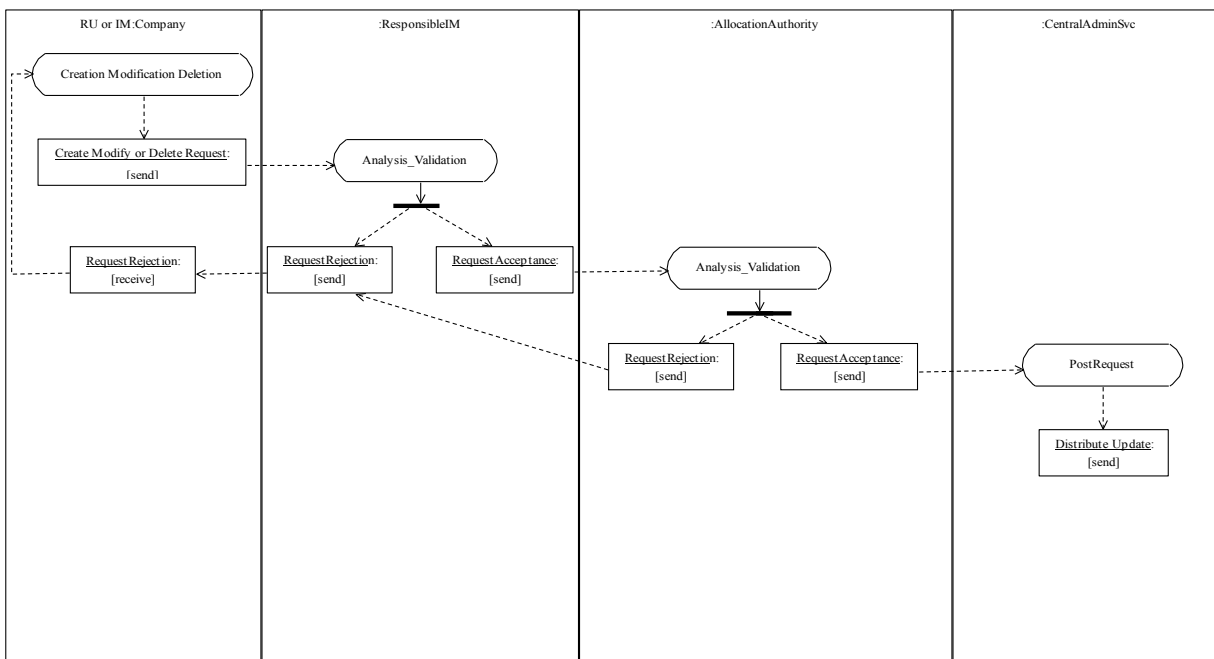 RU or IM:Company
:ResponsibleIM
:AllocationAuthority
:CentralAdminSvc
Creation Modification Deletion
Create Modify or Delete Request:
[send]
Analysis_Validation
RequestRejection:
[receive]
RequestRejection:
[send]
RequestAcceptance:
[send]
Analysis_Validation
RequestRejection:
[send]
RequestAcceptance:
[send]
PostRequest
Distribute Update:
[send]